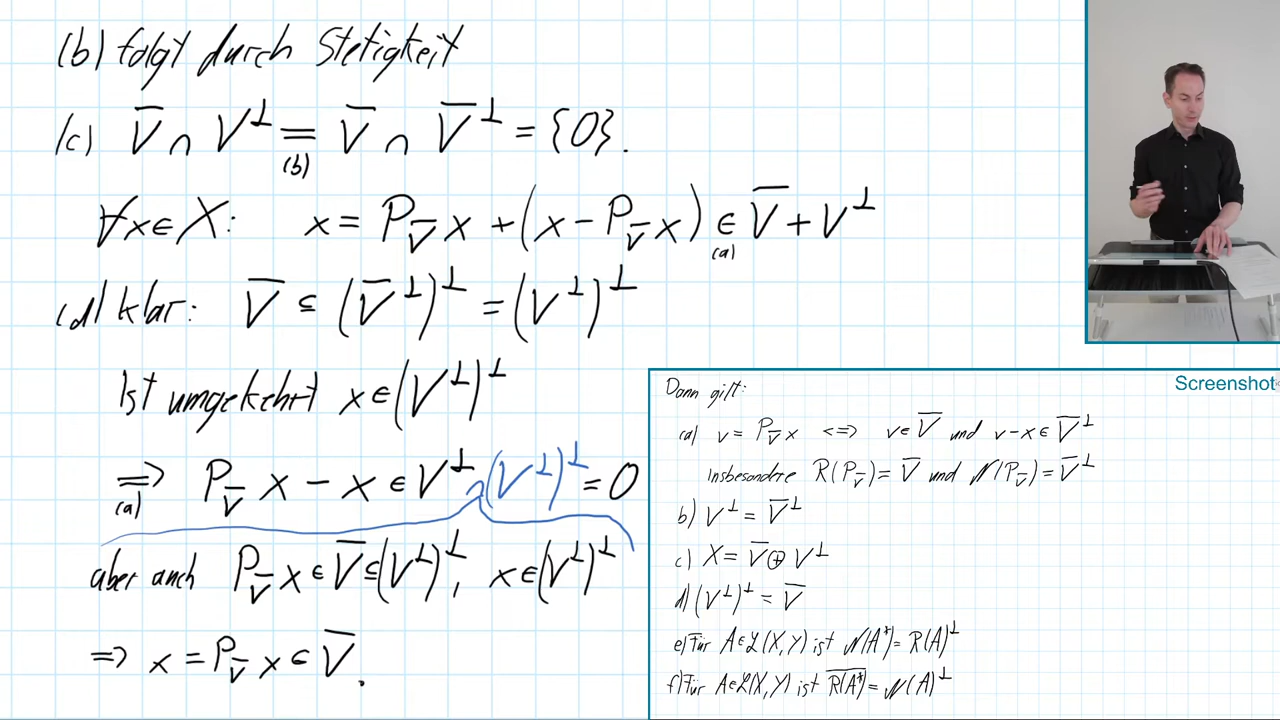 (b) folgt durch Stetigkeit
(c) V̅ ∩ V^⊥ =_(b) V̅ ∩ V̅^⊥ = {0}.
∀x∈X: x = P_V̅ x + (x − P_V̅ x) ∈_(a) V̅ + V^⊥
(d) klar: V̅ ⊆ (V̅^⊥)^⊥ = (V^⊥)^⊥
Ist umgekehrt x ∈ (V^⊥)^⊥
⟹_(a) P_V̅ x − x ∈ V^⊥ ∩ (V^⊥)^⊥ = 0
aber auch P_V̅ x ∈ V̅ ⊆ (V^⊥)^⊥, x ∈ (V^⊥)^⊥
⟹ x = P_V̅ x ∈ V̅.
Screenshot
Dann gilt:
(a) v = P_V̅ x <=> v ∈ V̅ und v−x ∈ V̅^⊥
Insbesondere R(P_V̅) = V̅ und N(P_V̅) = V̅^⊥
b) V^⊥ = V̅^⊥
c) X = V̅ ⊕ V^⊥
d) (V^⊥)^⊥ = V̅
e) Für A∈L(X,Y) ist N(A*) = R(A)^⊥
f) Für A∈L(X,Y) ist R(A*)̅ = N(A)^⊥